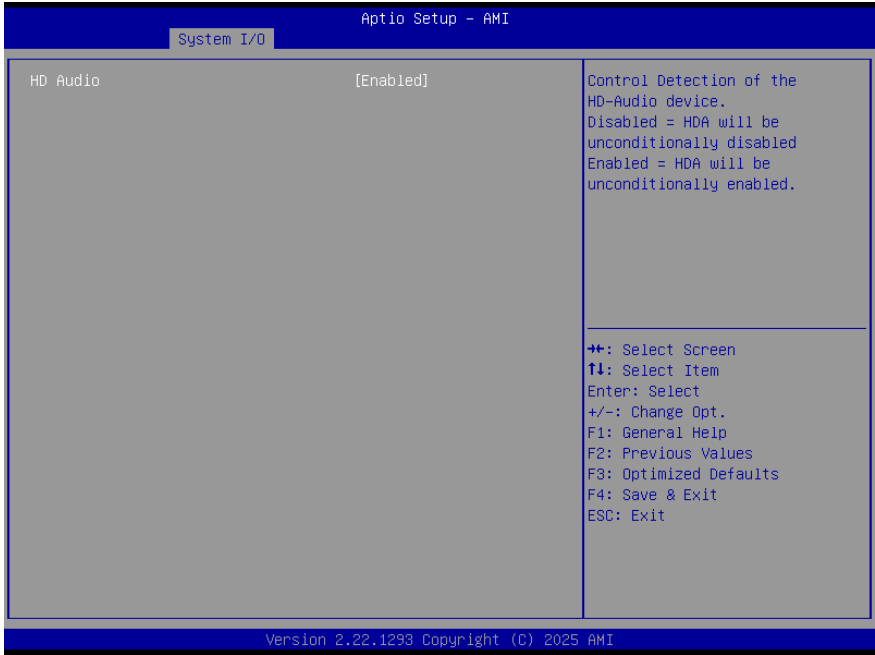 Aptio Setup – AMI
System I/O
HD Audio [Enabled]
Control Detection of the
HD-Audio device.
Disabled = HDA will be
unconditionally disabled
Enabled = HDA will be
unconditionally enabled.
→←: Select Screen
↑↓: Select Item
Enter: Select
+/-: Change Opt.
F1: General Help
F2: Previous Values
F3: Optimized Defaults
F4: Save & Exit
ESC: Exit
Version 2.22.1293 Copyright (C) 2025 AMI